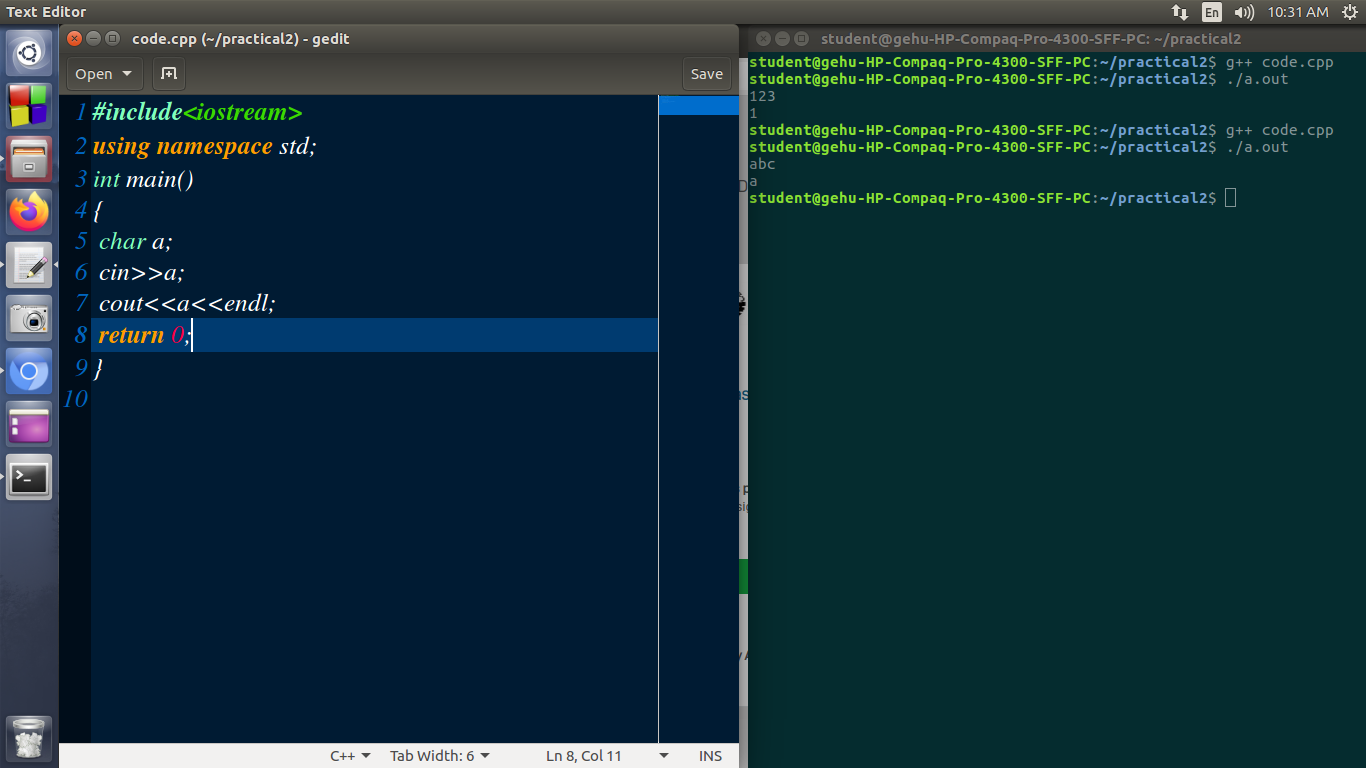 Text Editor
En
10:31 AM
code.cpp (~/practical2) - gedit
Open
Save
1 #include<iostream>
2 using namespace std;
3 int main()
4 {
5 char a;
6 cin>>a;
7 cout<<a<<endl;
8 return 0;
9 }
10
C++
Tab Width: 6
Ln 8, Col 11
INS
student@gehu-HP-Compaq-Pro-4300-SFF-PC: ~/practical2
student@gehu-HP-Compaq-Pro-4300-SFF-PC:~/practical2$ g++ code.cpp
student@gehu-HP-Compaq-Pro-4300-SFF-PC:~/practical2$ ./a.out
123
1
student@gehu-HP-Compaq-Pro-4300-SFF-PC:~/practical2$ g++ code.cpp
student@gehu-HP-Compaq-Pro-4300-SFF-PC:~/practical2$ ./a.out
abc
a
student@gehu-HP-Compaq-Pro-4300-SFF-PC:~/practical2$